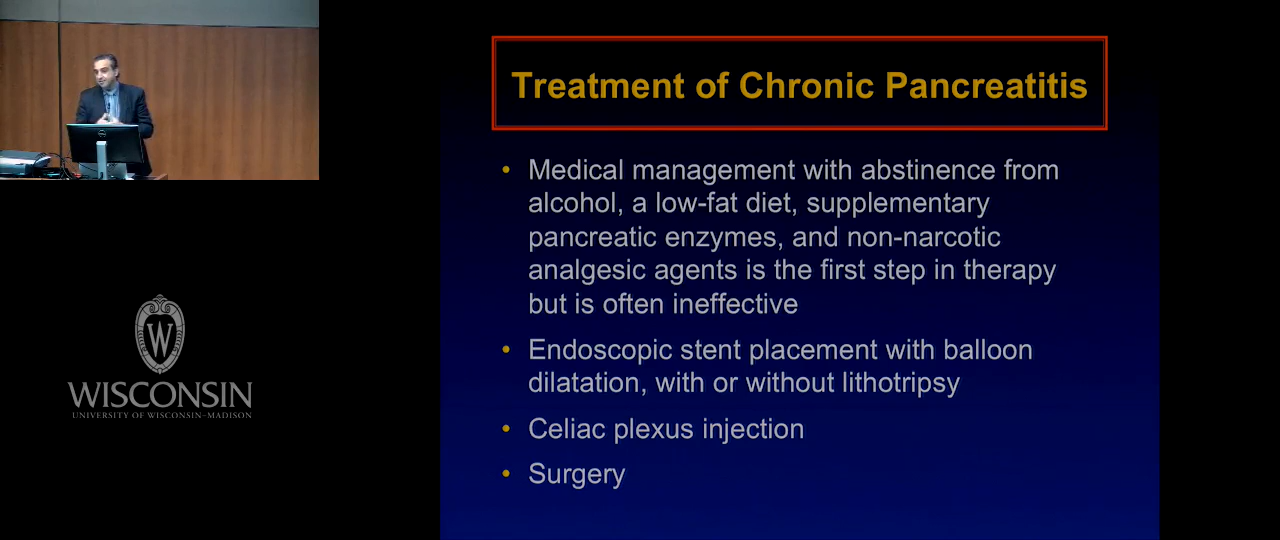 Treatment of Chronic Pancreatitis
• Medical management with abstinence from
alcohol, a low-fat diet, supplementary
pancreatic enzymes, and non-narcotic
analgesic agents is the first step in therapy
but is often ineffective
• Endoscopic stent placement with balloon
dilatation, with or without lithotripsy
• Celiac plexus injection
• Surgery
W
WISCONSIN
UNIVERSITY OF WISCONSIN–MADISON